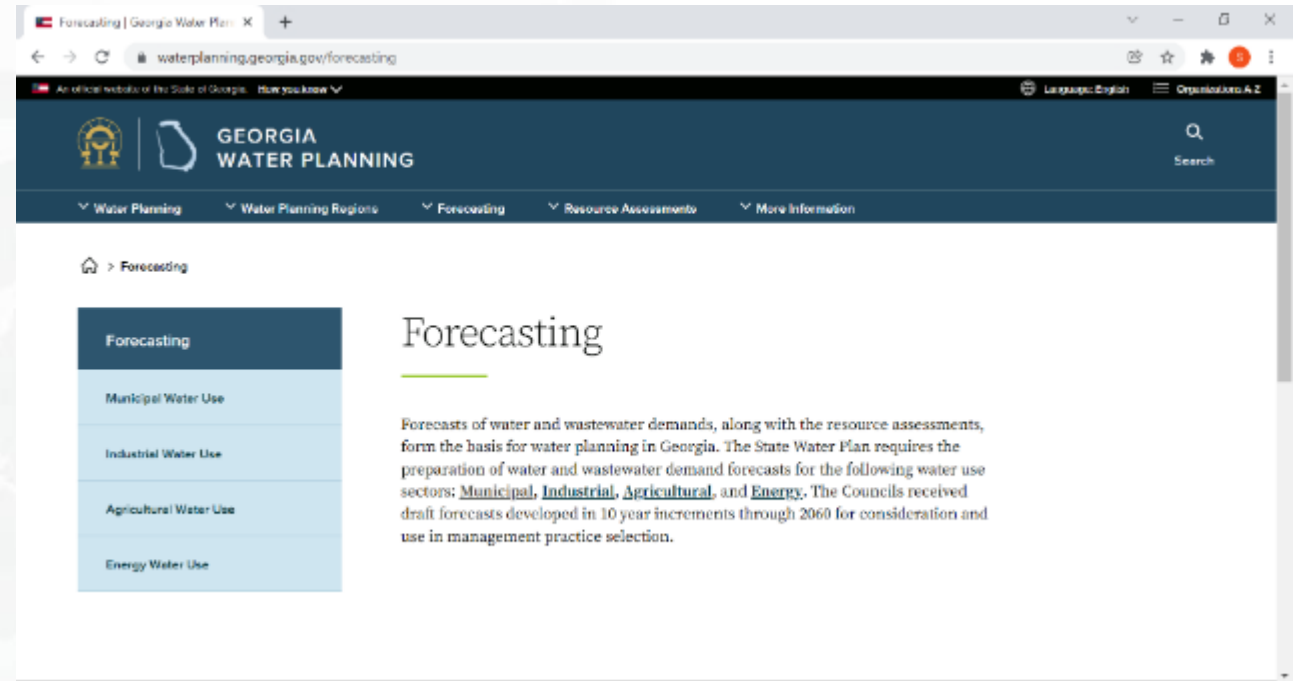 Forecasting | Georgia Water Plan
waterplanning.georgia.gov/forecasting
S
An official website of the State of Georgia. How you know
Language: English
Organizations A-Z
GEORGIA
WATER PLANNING
Search
Water Planning
Water Planning Regions
Forecasting
Resource Assessments
More Information
> Forecasting
Forecasting
Municipal Water Use
Industrial Water Use
Agricultural Water Use
Energy Water Use
Forecasting
Forecasts of water and wastewater demands, along with the resource assessments,
form the basis for water planning in Georgia. The State Water Plan requires the
preparation of water and wastewater demand forecasts for the following water use
sectors: Municipal, Industrial, Agricultural, and Energy. The Councils received
draft forecasts developed in 10 year increments through 2060 for consideration and
use in management practice selection.